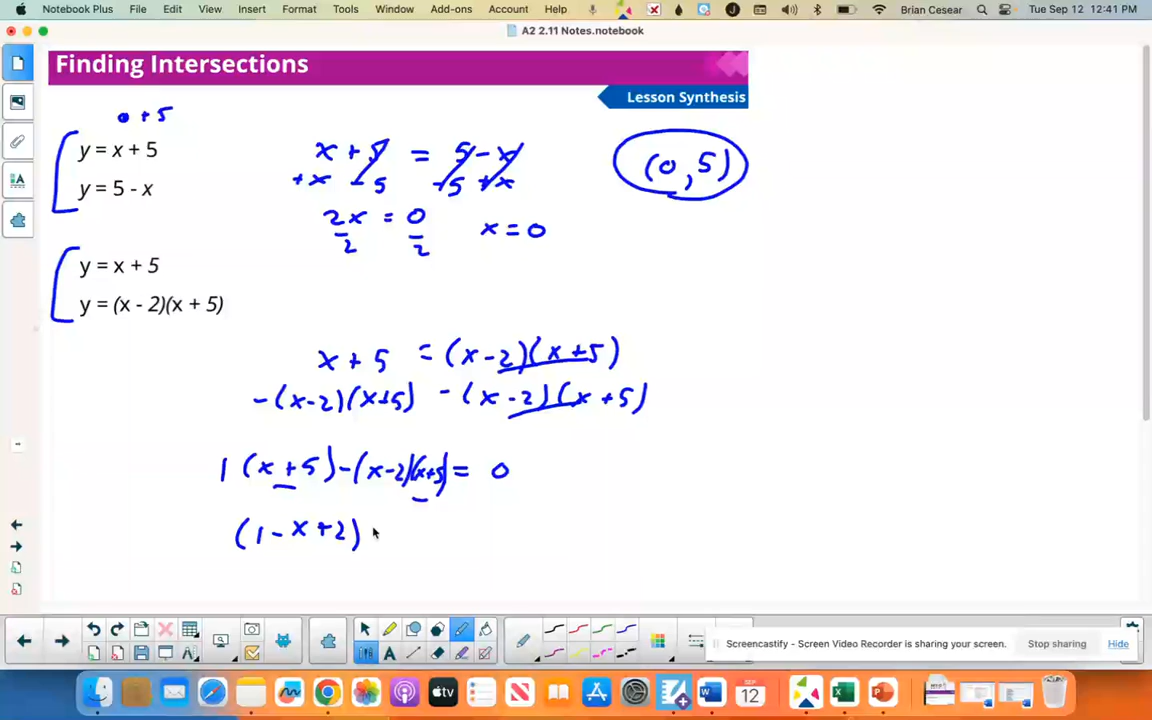 Notebook Plus File Edit View Insert Format Tools Window Add-ons Account Help Brian Cesear Tue Sep 12 12:41 PM
A2 2.11 Notes.notebook
Finding Intersections
Lesson Synthesis
0 + 5
y = x + 5
y = 5 - x
x + 5 = 5 - x
+x - 5 -5 +x
2x = 0
2 2
x = 0
(0,5)
y = x + 5
y = (x - 2)(x + 5)
x + 5 = (x-2)(x+5)
-(x-2)(x+5) -(x-2)(x+5)
1(x+5)-(x-2)(x+5)= 0
(1-x+2)
Screencastify - Screen Video Recorder is sharing your screen. Stop sharing Hide
SEP
12